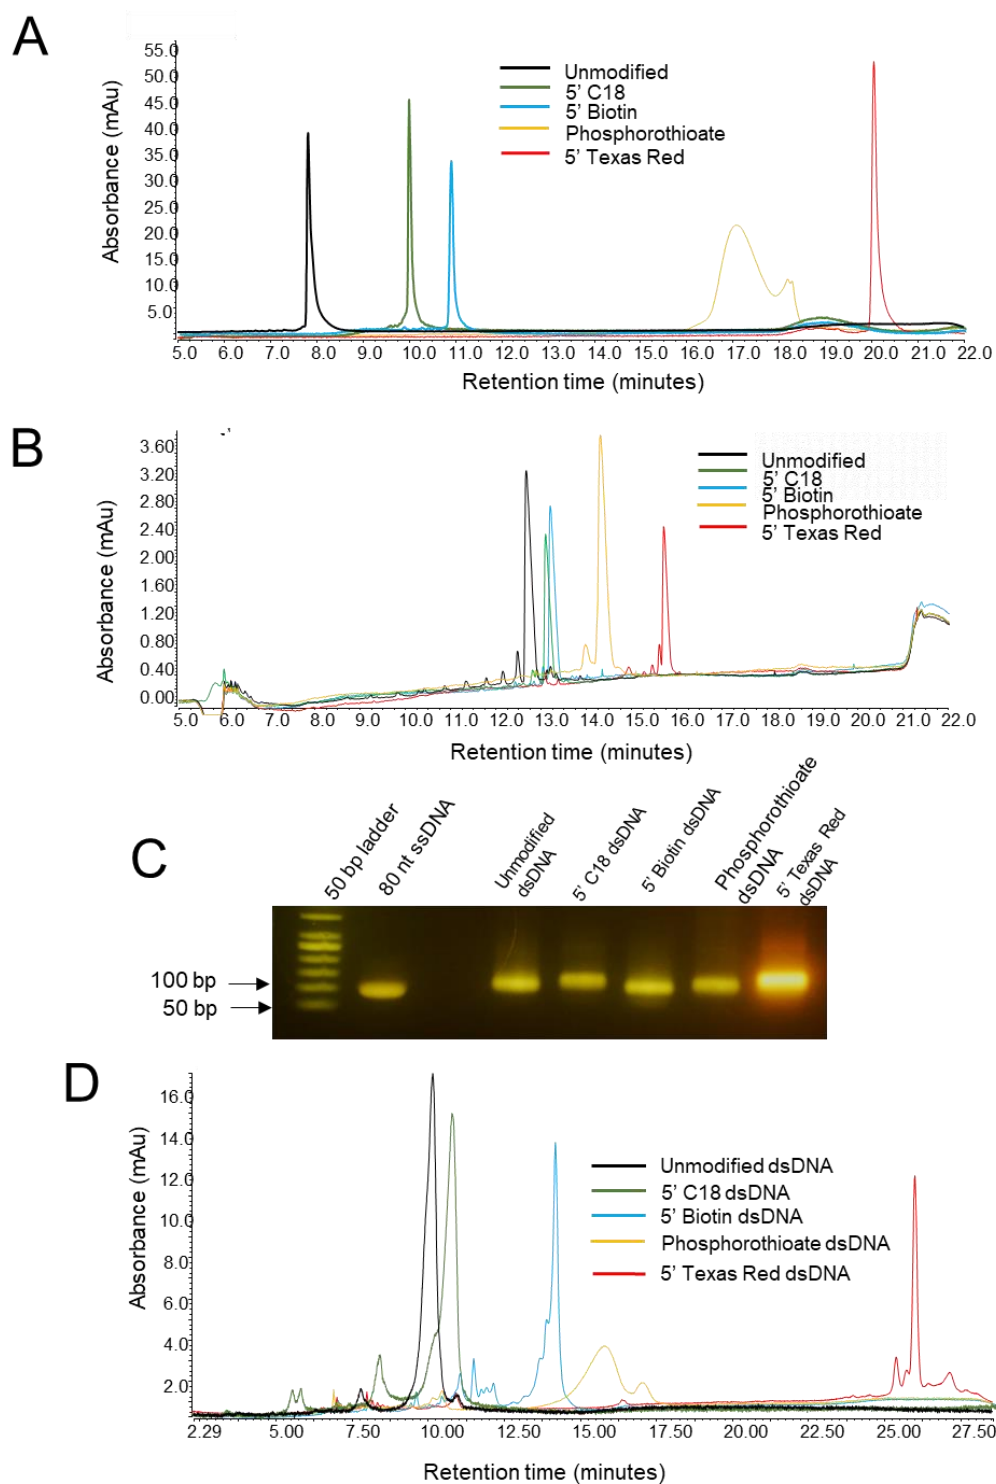 A
55.0
50.0
45.0
40.0
35.0
30.0
25.0
20.0
15.0
10.0
5.0
Absorbance (mAu)
Unmodified
5’ C18
5’ Biotin
Phosphorothioate
5’ Texas Red
5.0 6.0 7.0 8.0 9.0 10.0 11.0 12.0 13.0 14.0 15.0 16.0 17.0 18.0 19.0 20.0 21.0 22.0
Retention time (minutes)
B
3.60
3.20
2.80
2.40
2.00
1.60
1.20
0.80
0.40
0.00
Absorbance (mAu)
Unmodified
5’ C18
5’ Biotin
Phosphorothioate
5’ Texas Red
5.0 6.0 7.0 8.0 9.0 10.0 11.0 12.0 13.0 14.0 15.0 16.0 17.0 18.0 19.0 20.0 21.0 22.0
Retention time (minutes)
C
50 bp ladder
80 nt ssDNA
Unmodified
dsDNA
5’ C18 dsDNA
5’ Biotin dsDNA
Phosphorothioate
dsDNA
5’ Texas Red
dsDNA
100 bp
50 bp
D
16.0
14.0
12.0
10.0
8.0
6.0
4.0
2.0
Absorbance (mAu)
Unmodified dsDNA
5’ C18 dsDNA
5’ Biotin dsDNA
Phosphorothioate dsDNA
5’ Texas Red dsDNA
2.29 5.00 7.50 10.00 12.50 15.00 17.50 20.00 22.50 25.00 27.50
Retention time (minutes)